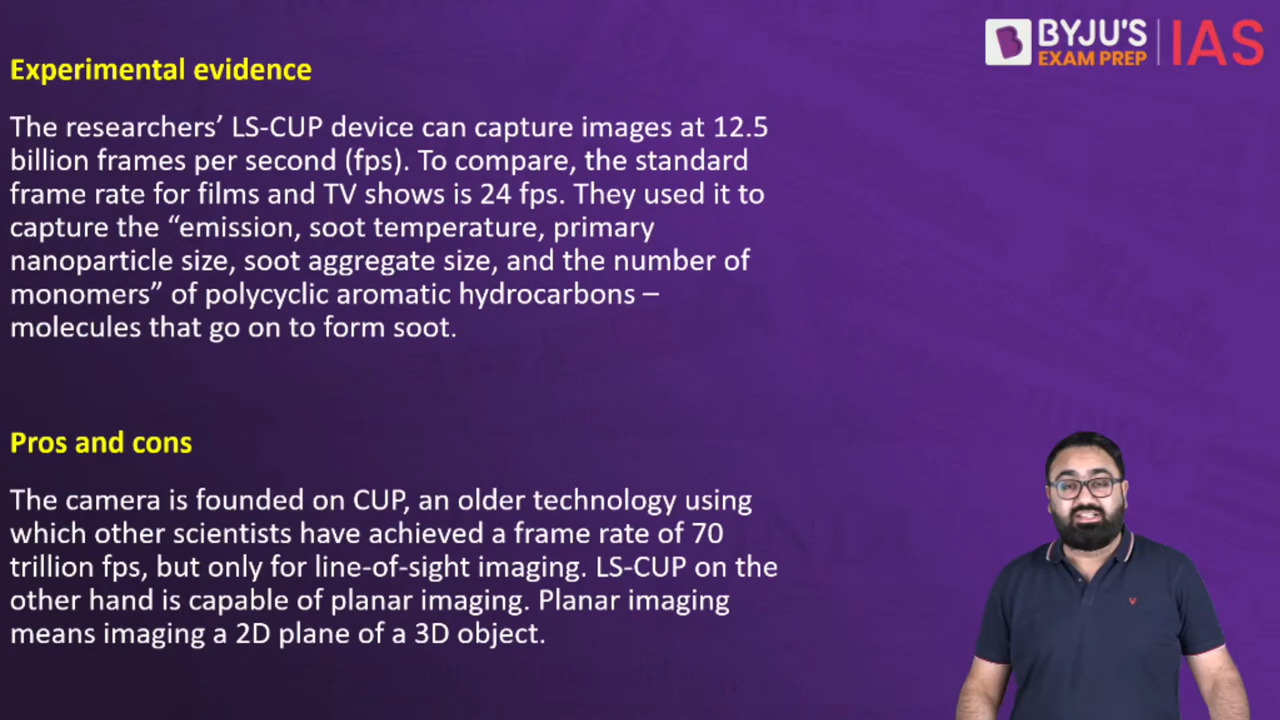 BYJU'S
EXAM PREP
IAS
Experimental evidence
The researchers’ LS-CUP device can capture images at 12.5
billion frames per second (fps). To compare, the standard
frame rate for films and TV shows is 24 fps. They used it to
capture the “emission, soot temperature, primary
nanoparticle size, soot aggregate size, and the number of
monomers” of polycyclic aromatic hydrocarbons –
molecules that go on to form soot.
Pros and cons
The camera is founded on CUP, an older technology using
which other scientists have achieved a frame rate of 70
trillion fps, but only for line-of-sight imaging. LS-CUP on the
other hand is capable of planar imaging. Planar imaging
means imaging a 2D plane of a 3D object.